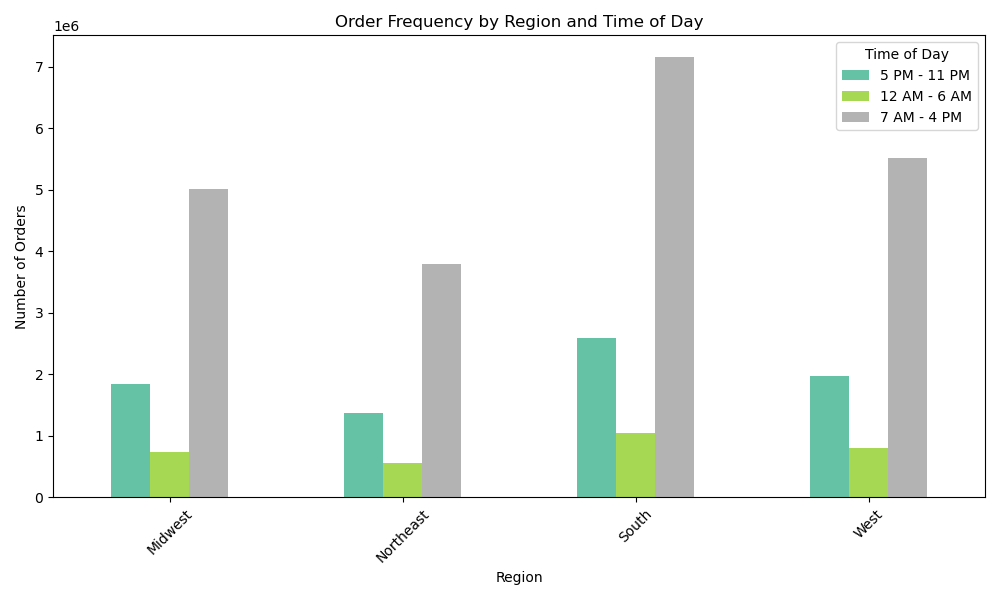 Order Frequency by Region and Time of Day
1e6
Time of Day
5 PM - 11 PM
12 AM - 6 AM
7 AM - 4 PM
Number of Orders
7
6
5
4
3
2
1
0
Midwest
Northeast
South
West
Region